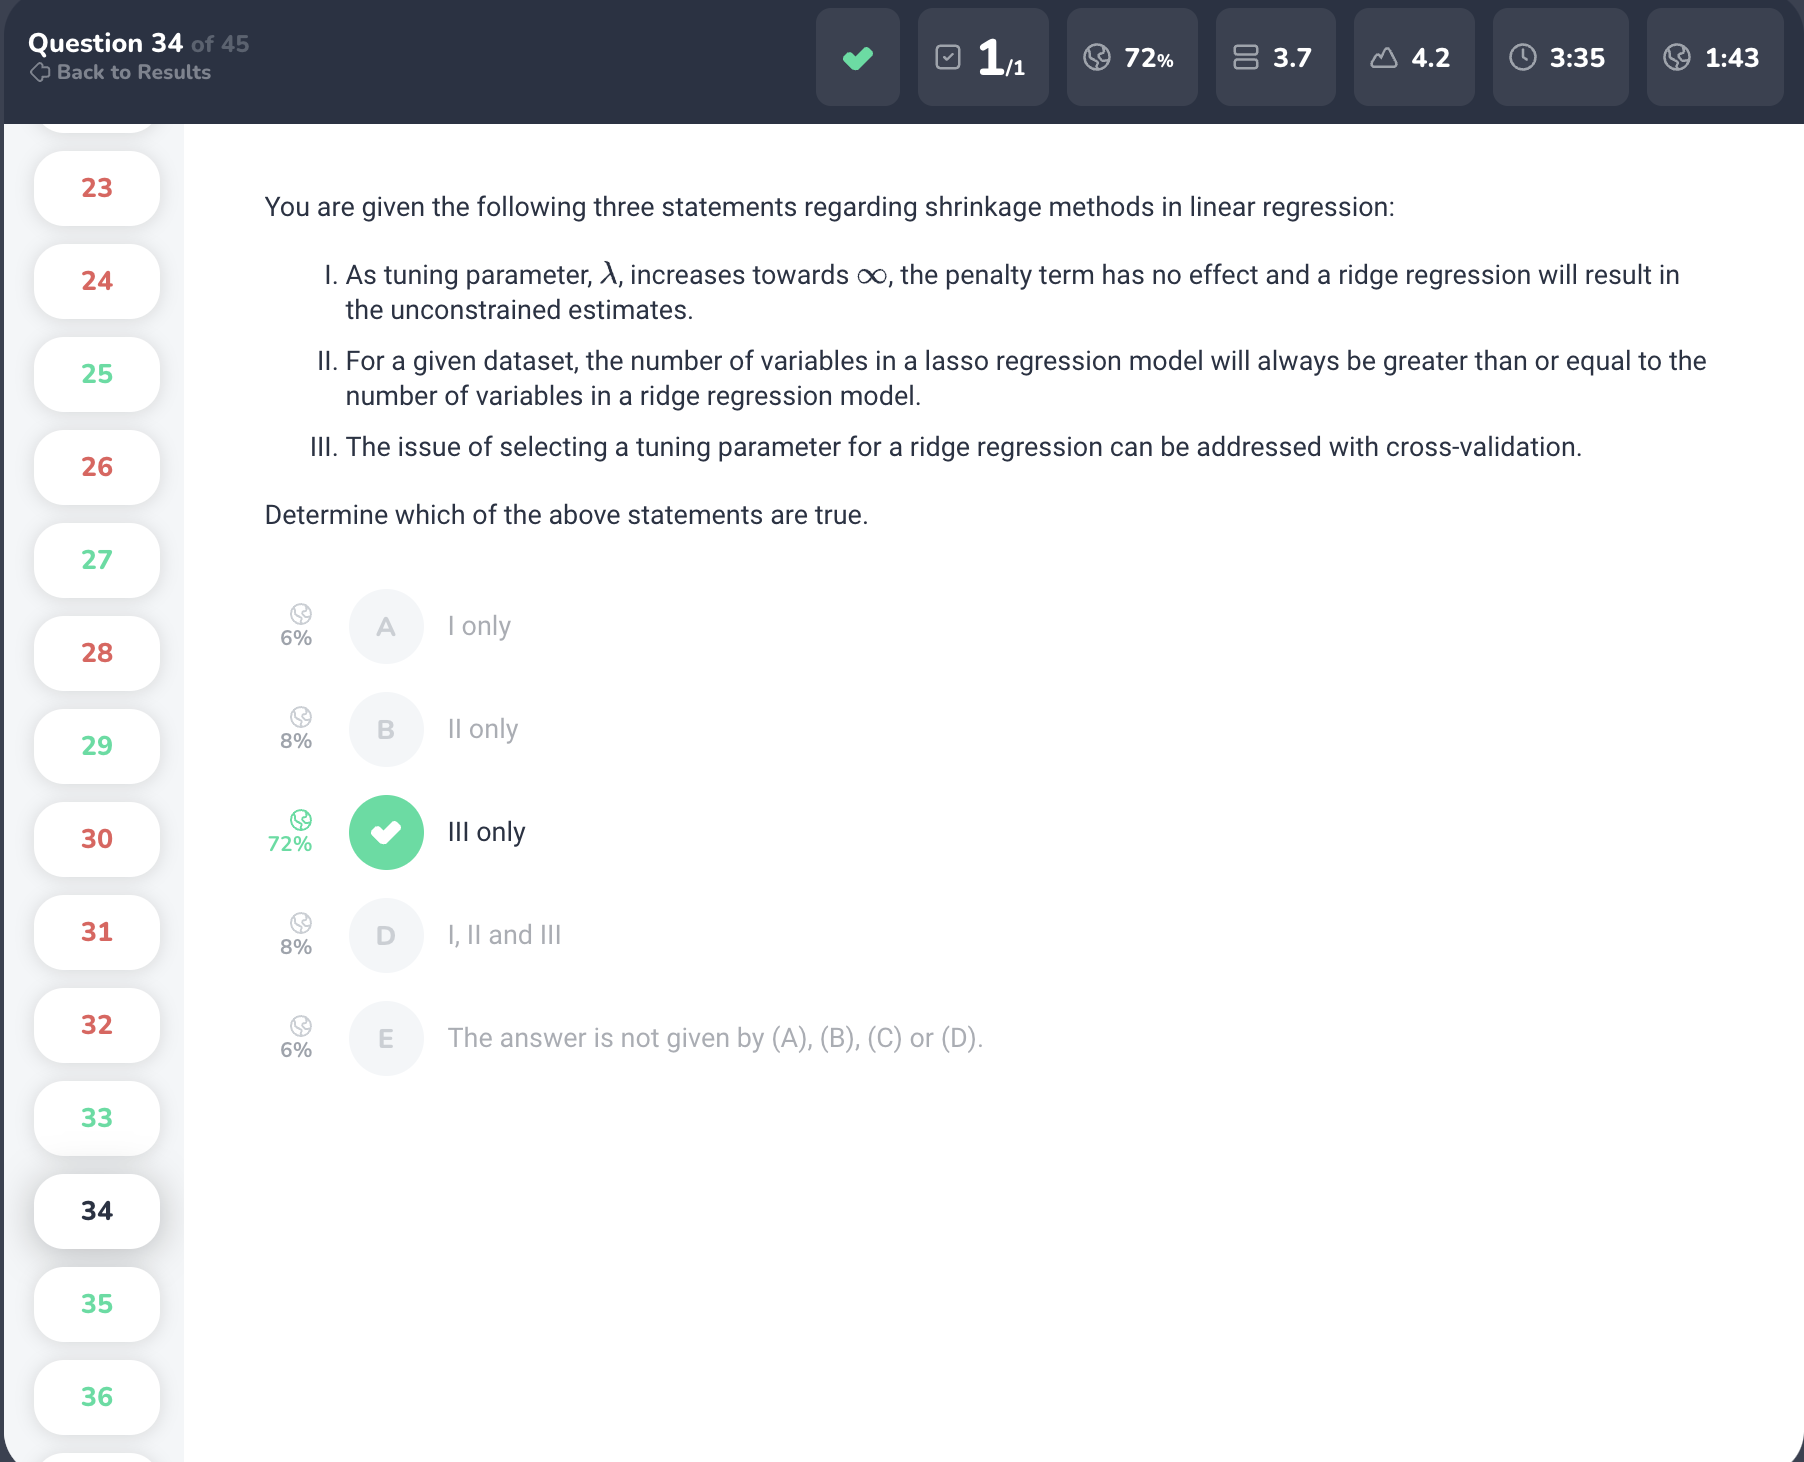 Question 34 of 45
Back to Results
1/1
72%
3.7
4.2
3:35
1:43
23
24
25
26
27
28
29
30
31
32
33
34
35
36
You are given the following three statements regarding shrinkage methods in linear regression:
I. As tuning parameter, λ, increases towards ∞, the penalty term has no effect and a ridge regression will result in
the unconstrained estimates.
II. For a given dataset, the number of variables in a lasso regression model will always be greater than or equal to the
number of variables in a ridge regression model.
III. The issue of selecting a tuning parameter for a ridge regression can be addressed with cross-validation.
Determine which of the above statements are true.
6% A I only
8% B II only
72% III only
8% D I, II and III
6% E The answer is not given by (A), (B), (C) or (D).